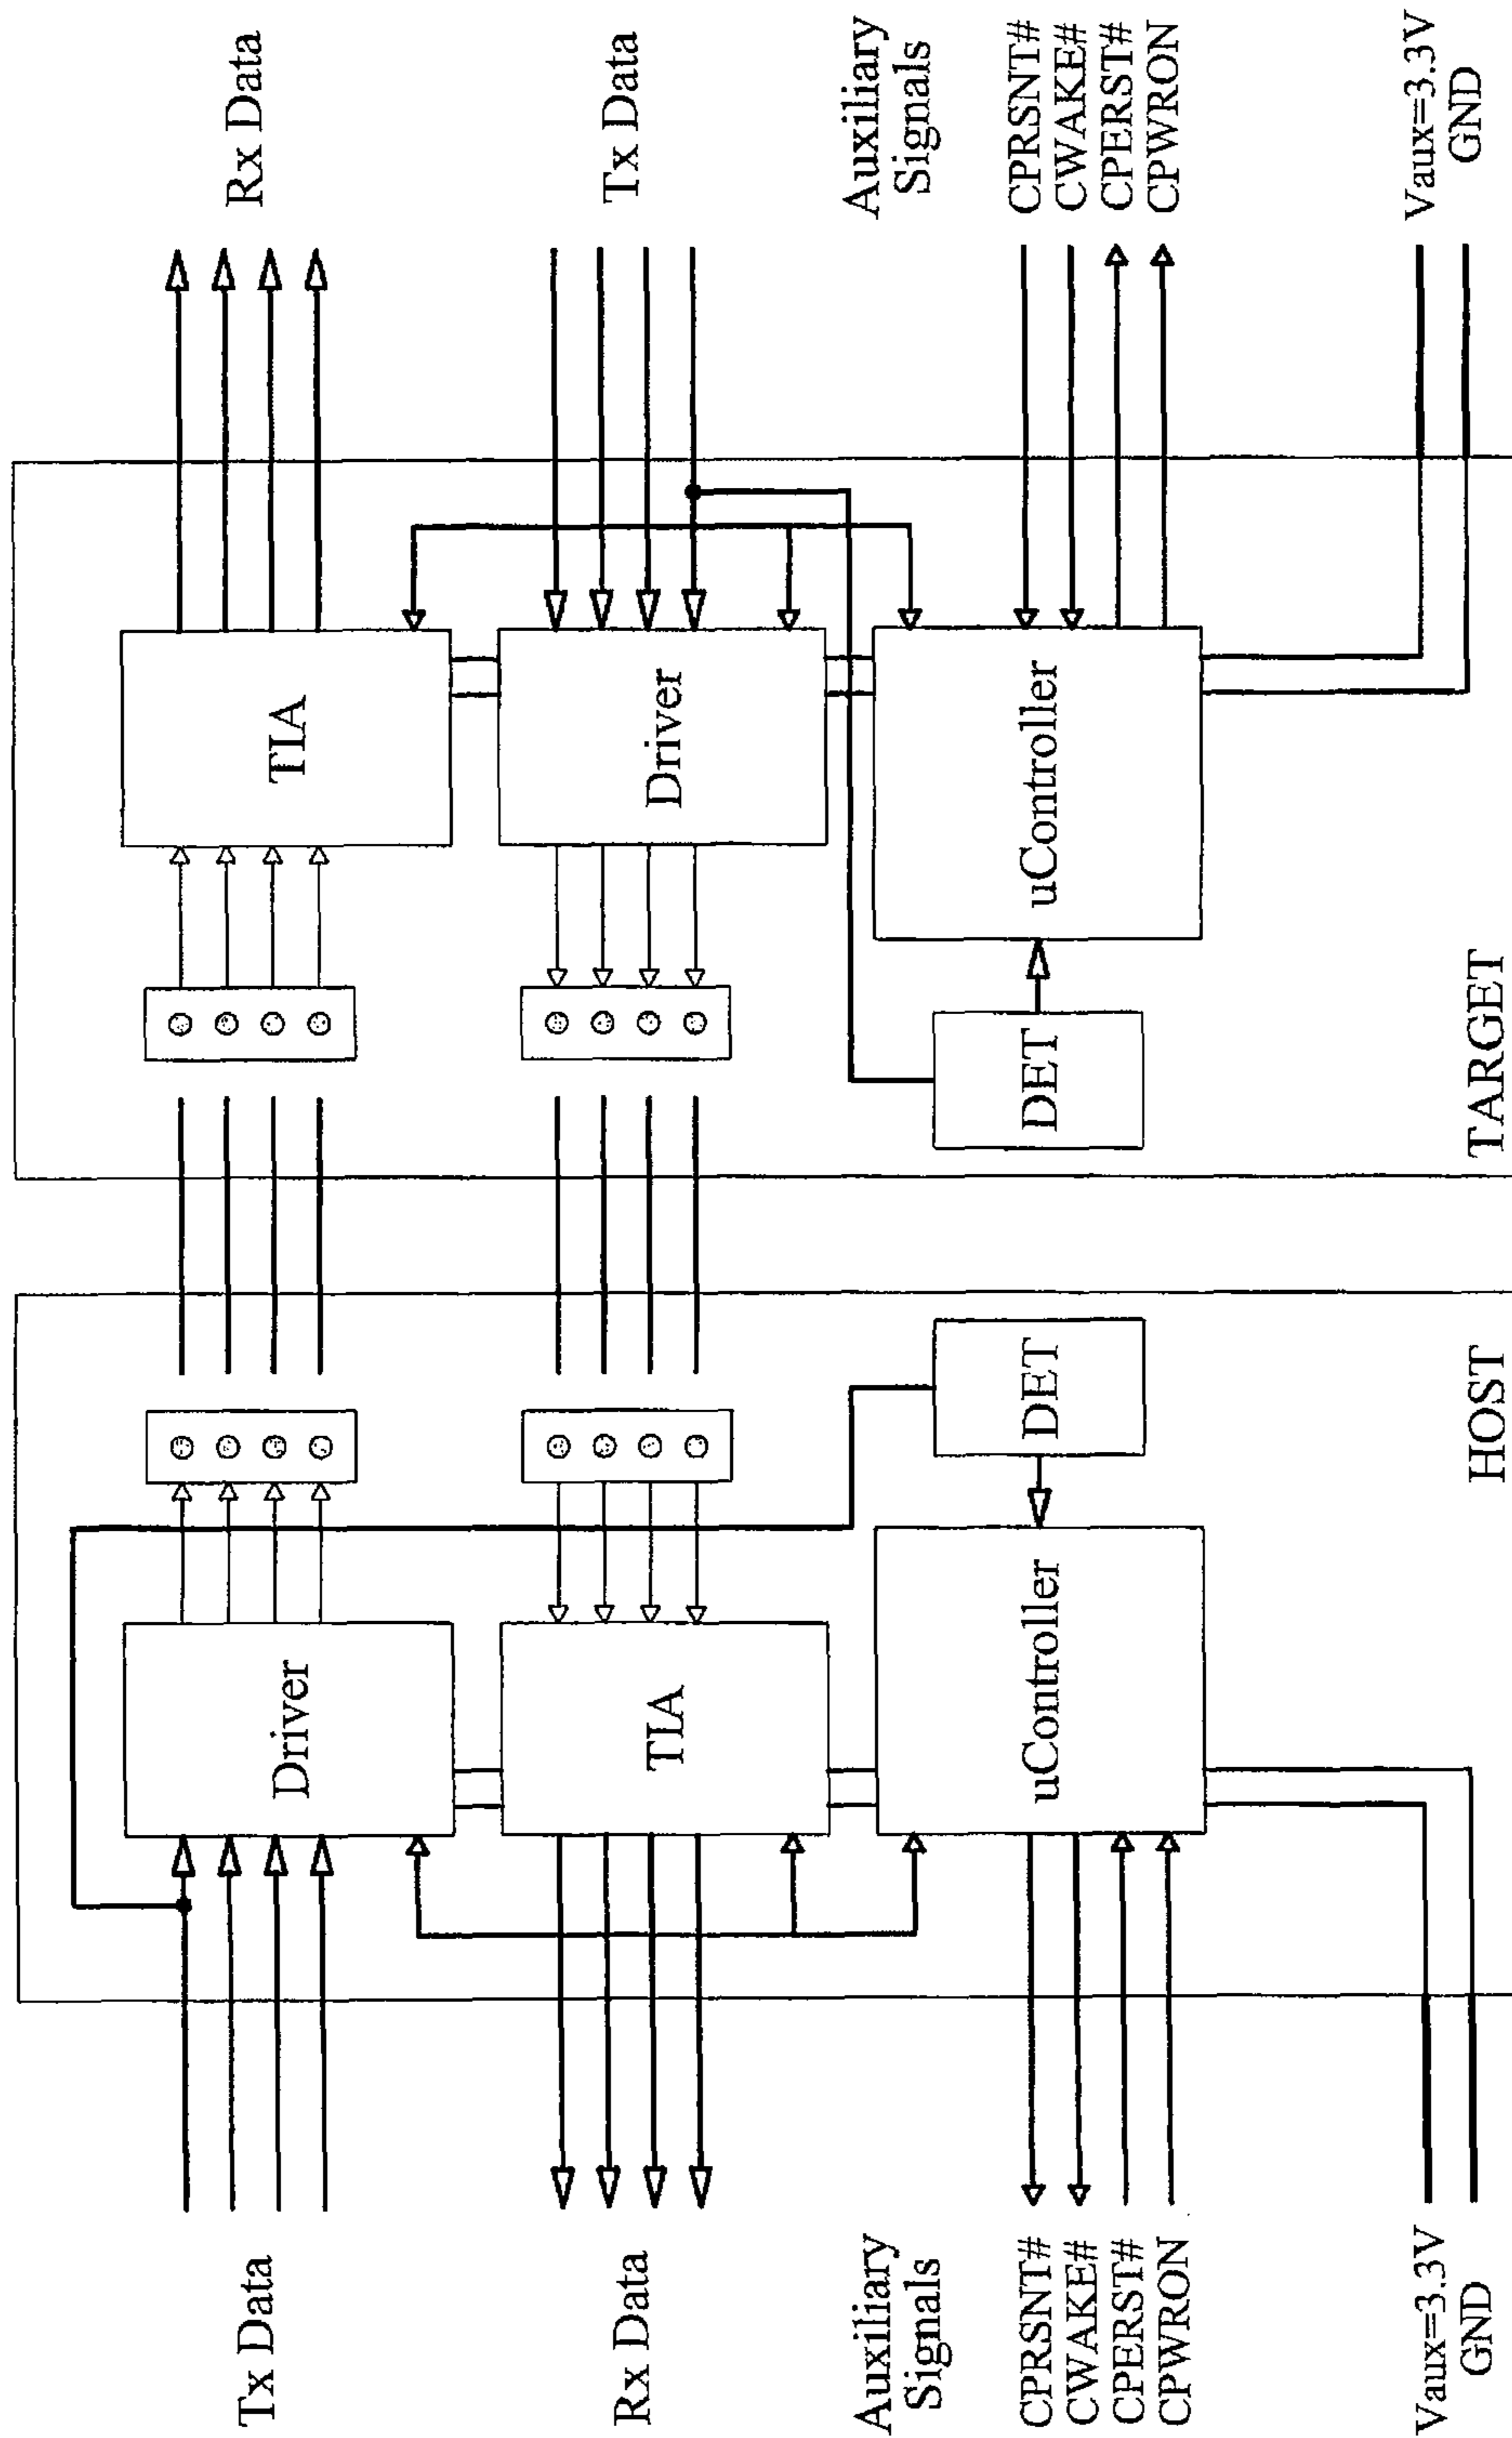 Tx Data
Rx Data
Auxiliary
Signals
CPRSNT#
CWAKE#
CPERST#
CPWRON
Vaux=3.3V
GND
Driver
TIA
uController
DET
HOST
TIA
Driver
uController
DET
TARGET
Rx Data
Tx Data
Auxiliary
Signals
CPRSNT#
CWAKE#
CPERST#
CPWRON
Vaux=3.3V
GND